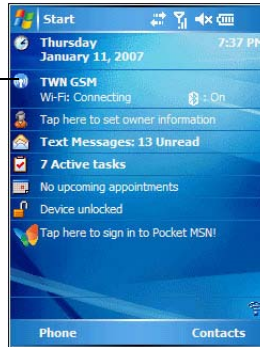 Start
Thursday 7:37 PM
January 11, 2007
TWN GSM
Wi-Fi: Connecting : On
Tap here to set owner information
Text Messages: 13 Unread
7 Active tasks
No upcoming appointments
Device unlocked
Tap here to sign in to Pocket MSN!
Phone Contacts